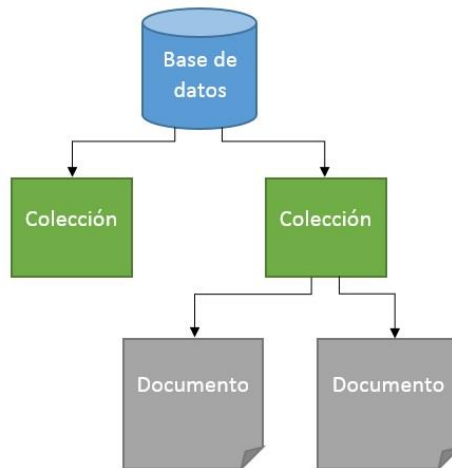 Base de
datos
Colección
Colección
Documento
Documento